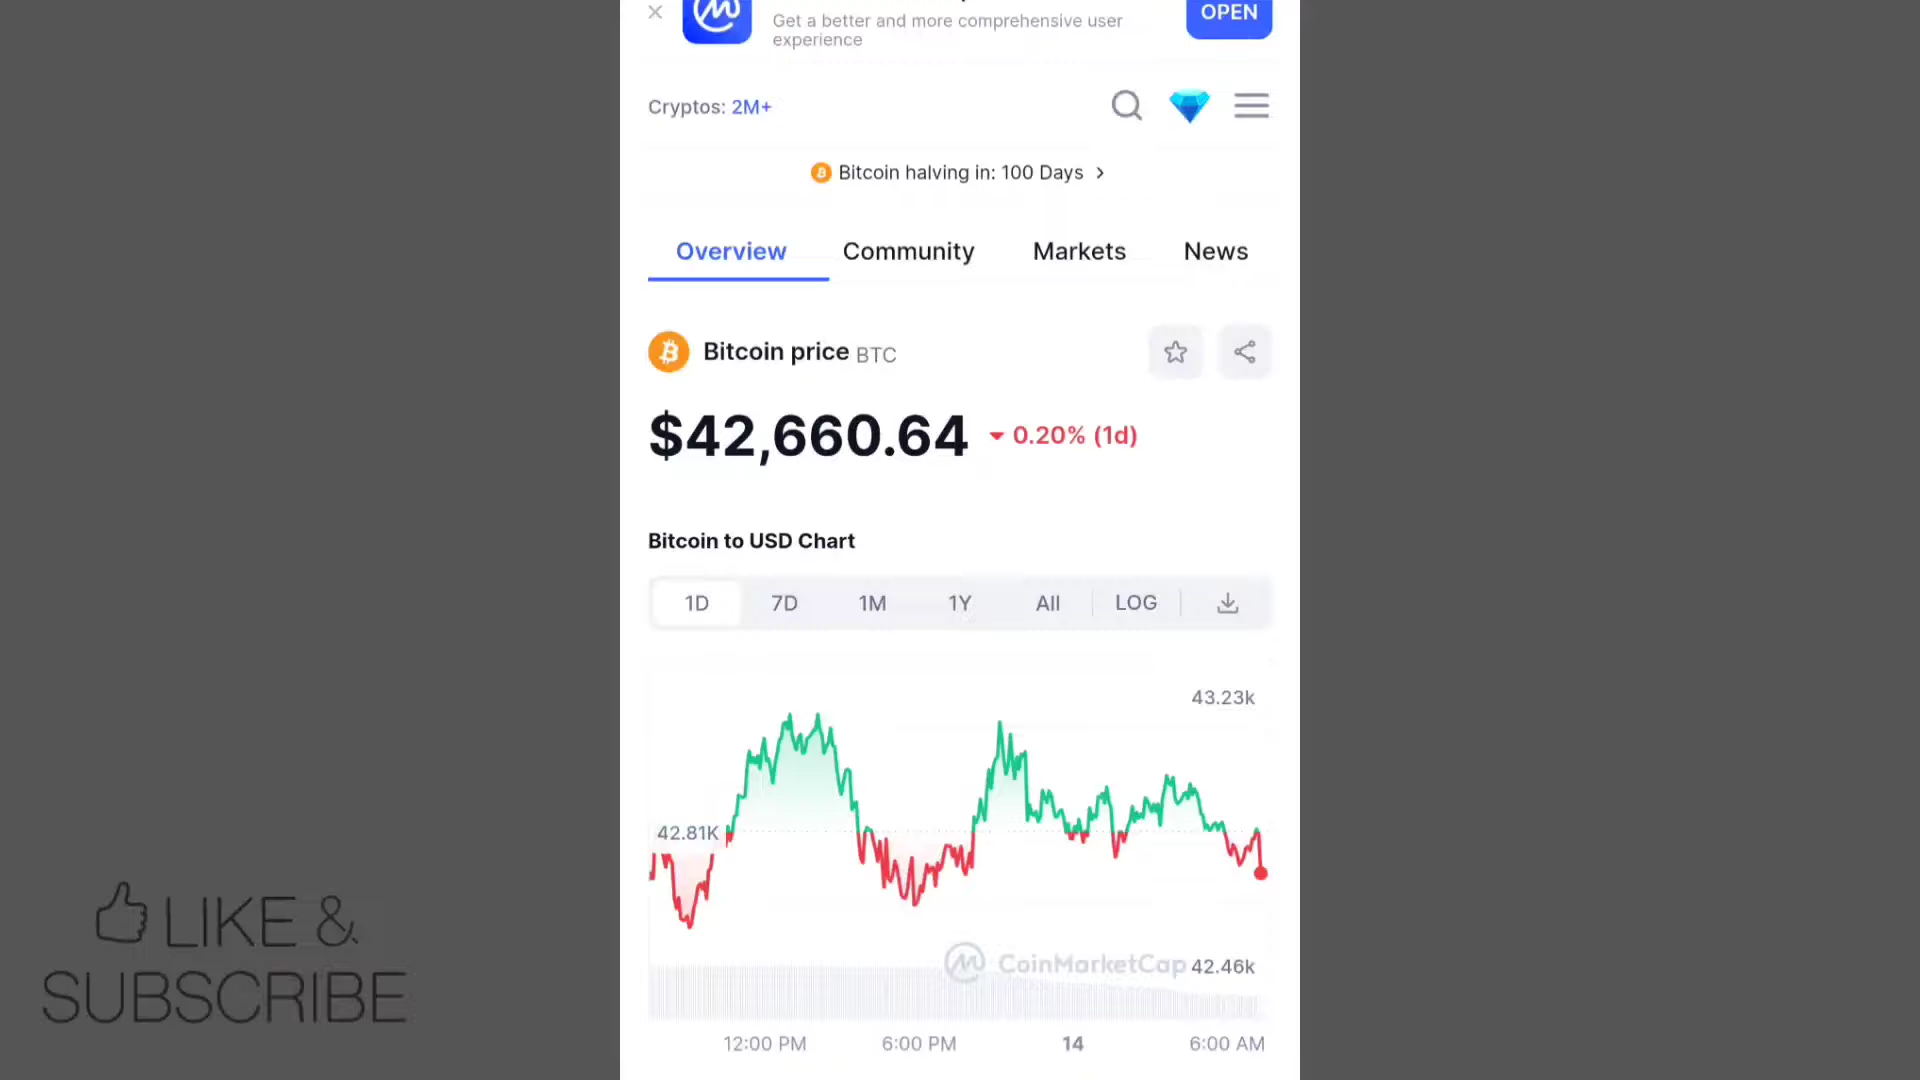 Get a better and more comprehensive user
experience
OPEN
Cryptos: 2M+
Bitcoin halving in: 100 Days
Overview Community Markets News
Bitcoin price BTC
$42,660.64 0.20% (1d)
Bitcoin to USD Chart
1D 7D 1M 1Y All LOG
43.23k
42.81K
CoinMarketCap 42.46k
12:00 PM 6:00 PM 14 6:00 AM
LIKE &
SUBSCRIBE